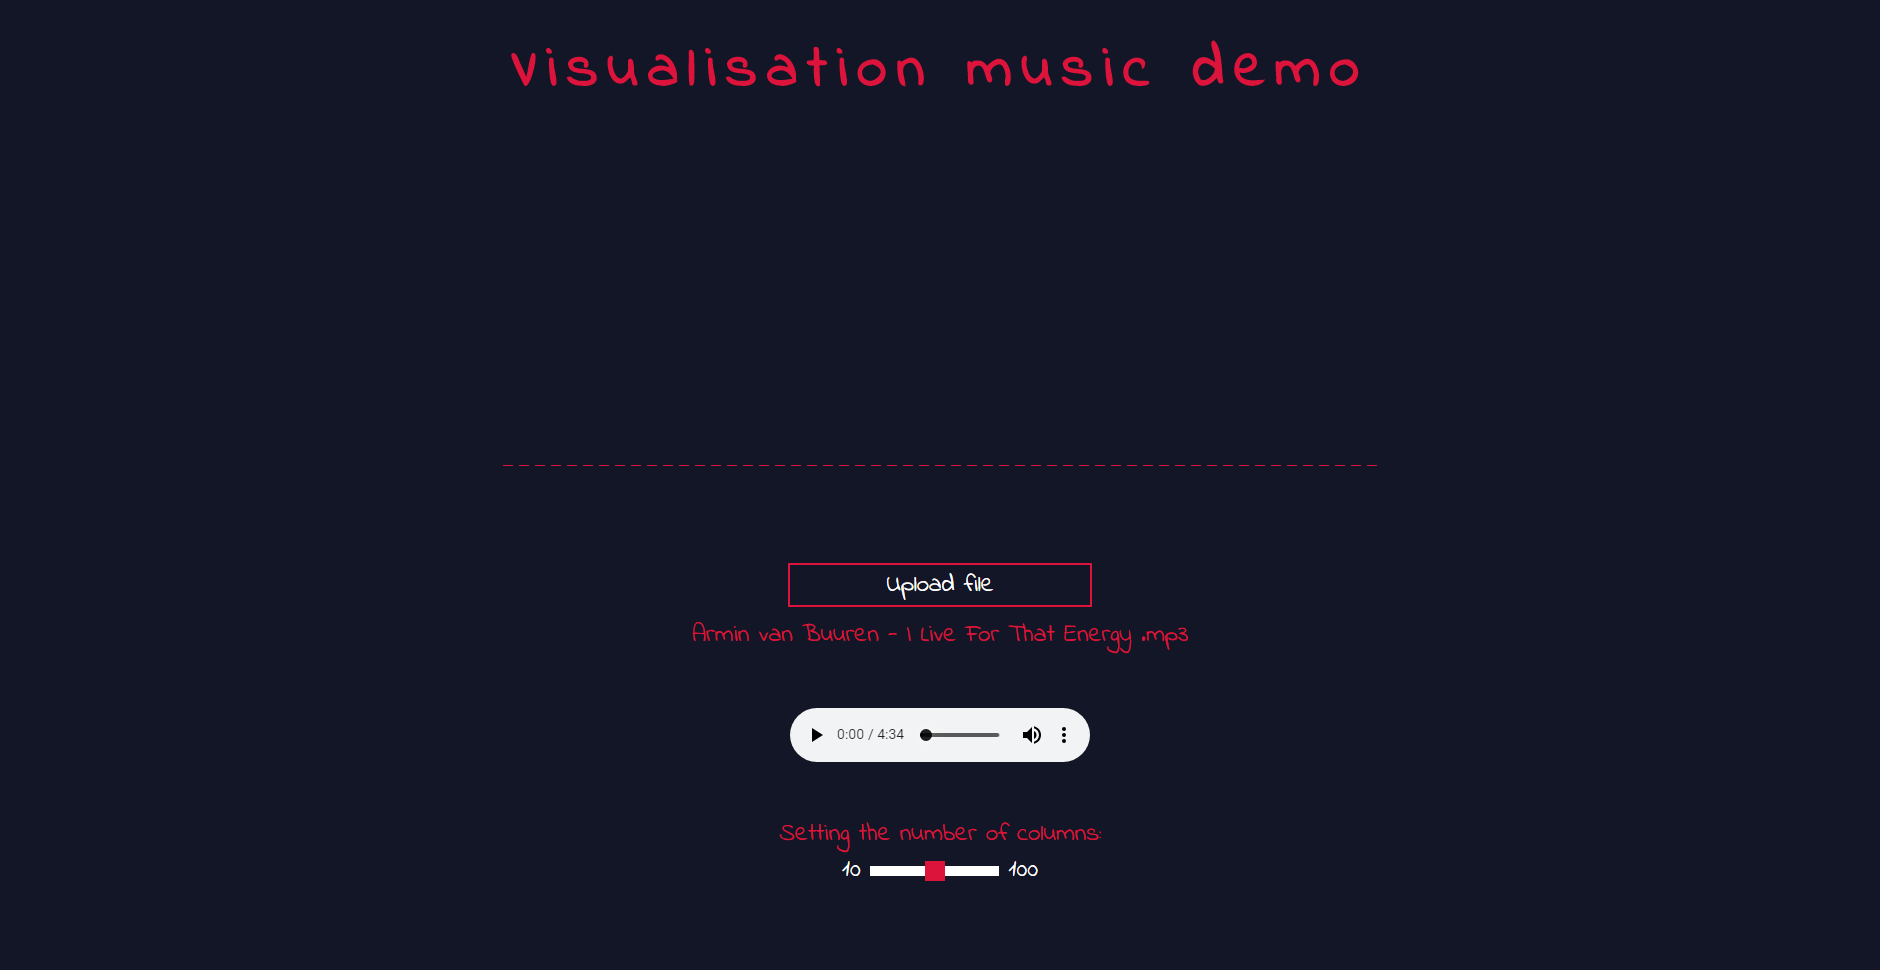 Visualisation music demo
Upload file
Armin van Buuren - I Live For That Energy .mp3
0:00 / 4:34
Setting the number of columns:
10 100